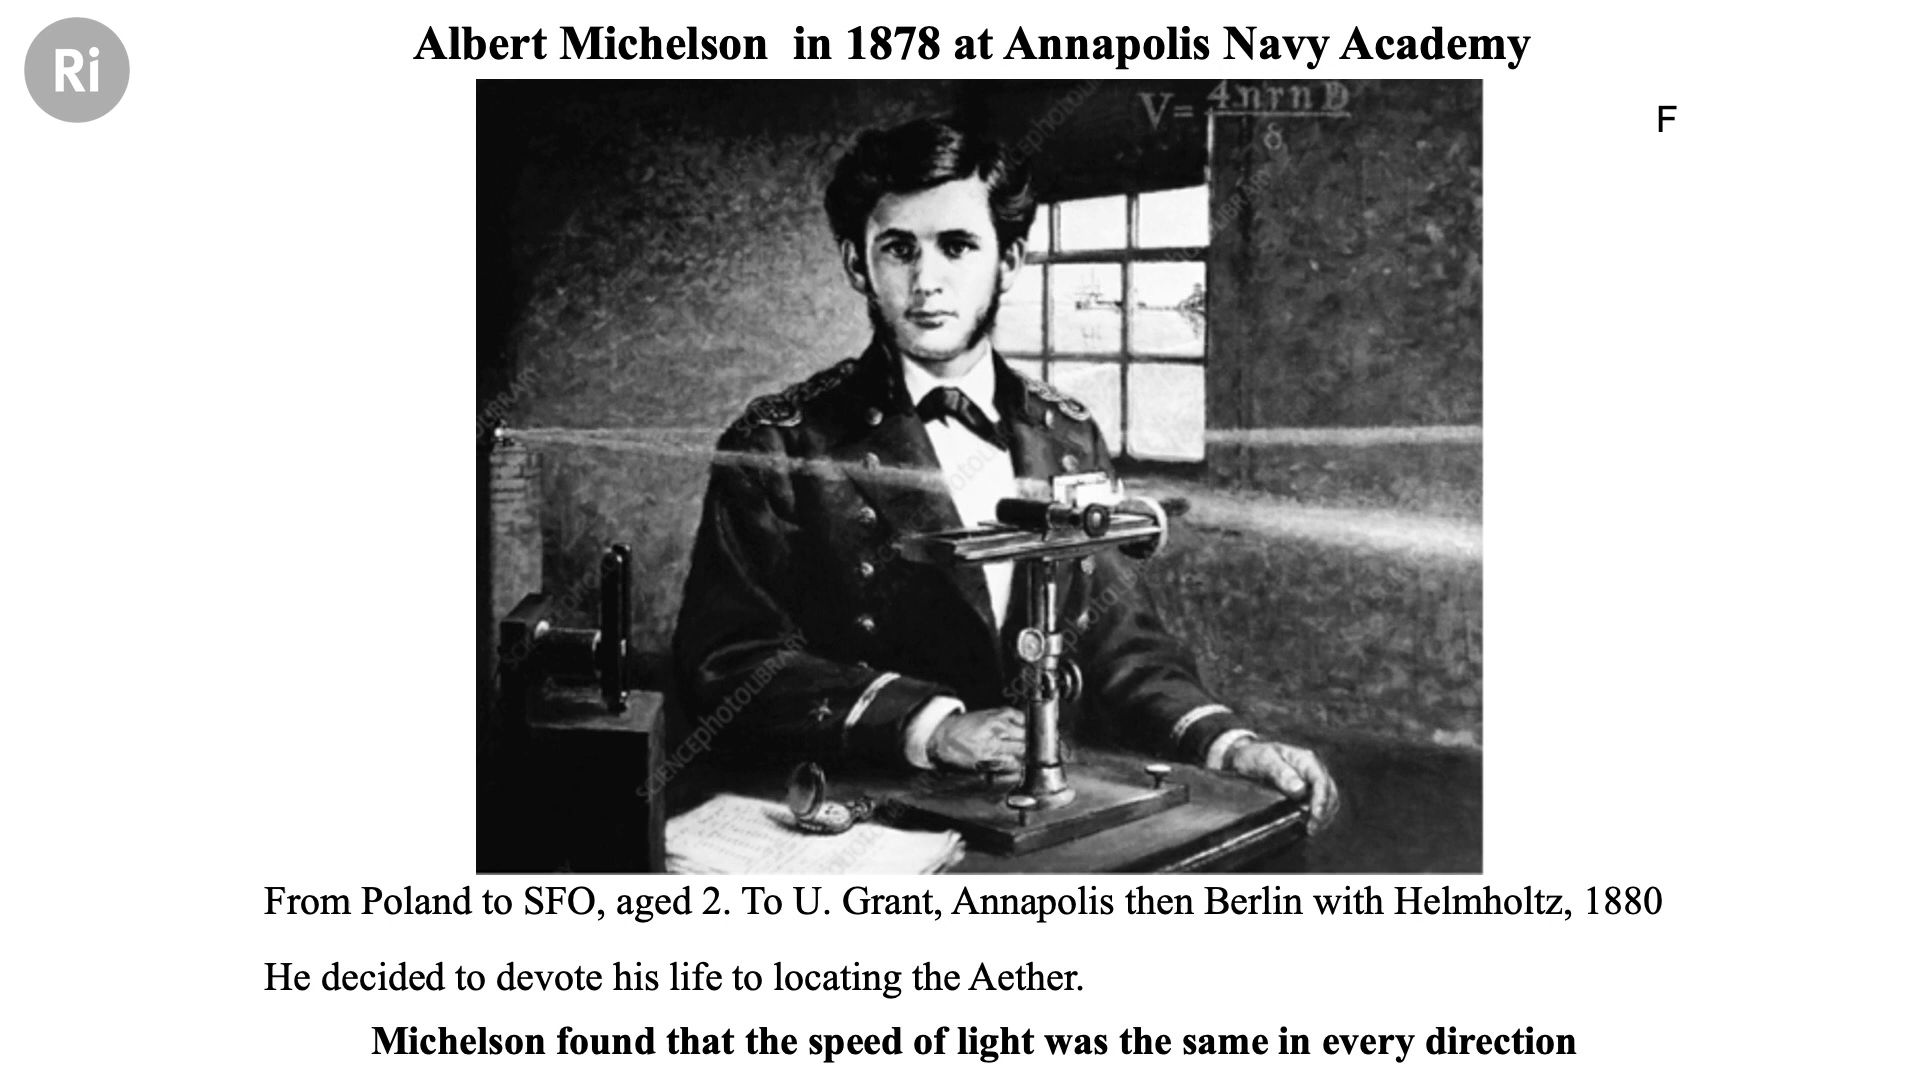 Ri
Albert Michelson in 1878 at Annapolis Navy Academy
F
V= 4nrnD
δ
SCIENCEphotoLIBRARY
From Poland to SFO, aged 2. To U. Grant, Annapolis then Berlin with Helmholtz, 1880
He decided to devote his life to locating the Aether.
Michelson found that the speed of light was the same in every direction